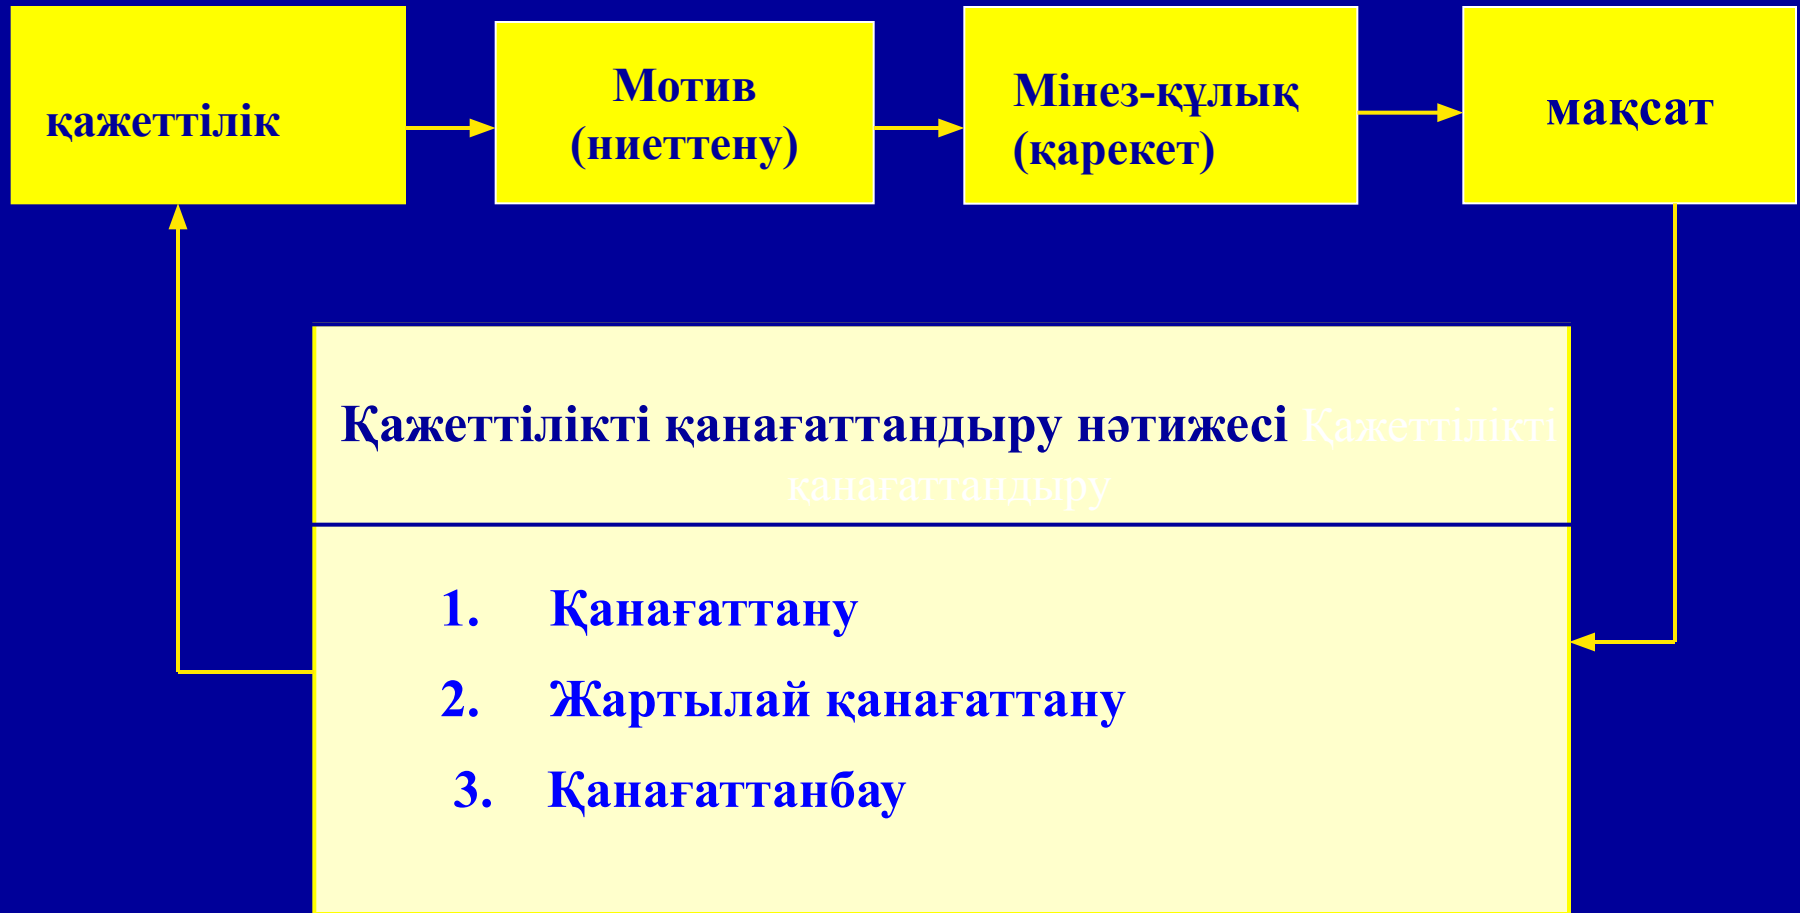 қажеттілік
Мотив
(ниеттену)
Мінез-құлық
(қарекет)
мақсат
Қажеттілікті қанағаттандыру нәтижесі Қажеттілікті
қанағаттандыру
1. Қанағаттану
2. Жартылай қанағаттану
3. Қанағаттанбау